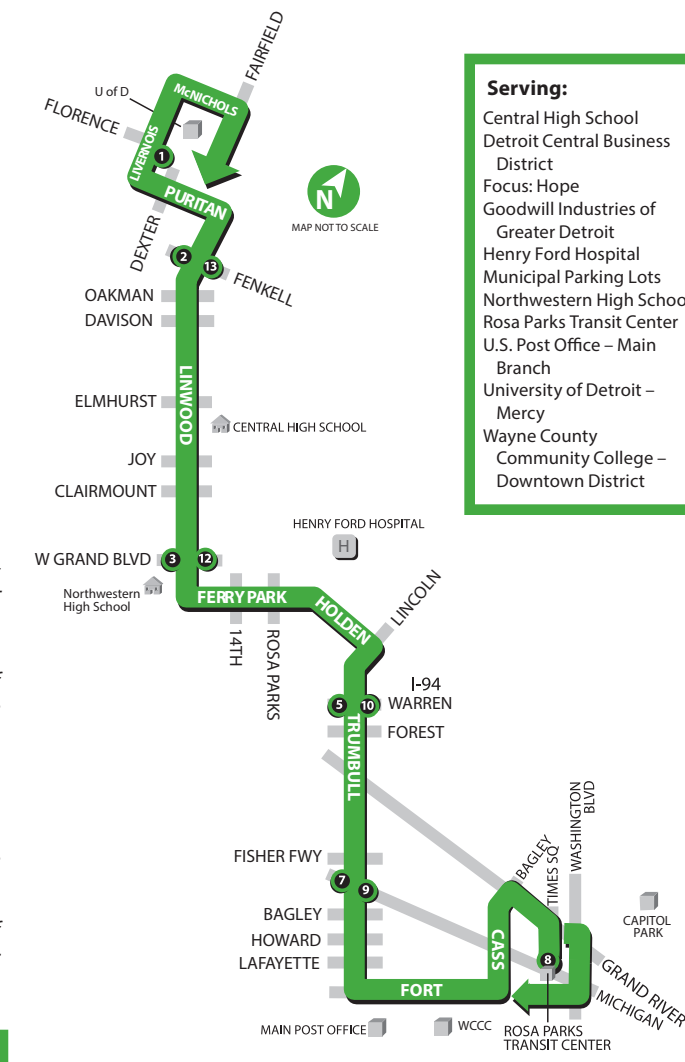 FAIRFIELD
U of D
McNICHOLS
FLORENCE
LIVERNOIS
1
PURITAN
DEXTER
N
MAP NOT TO SCALE
2
13
FENKELL
OAKMAN
DAVISON
LINWOOD
ELMHURST
CENTRAL HIGH SCHOOL
JOY
CLAIRMOUNT
HENRY FORD HOSPITAL
H
W GRAND BLVD
3
12
Northwestern
High School
FERRY PARK
HOLDEN
LINCOLN
14TH
ROSA PARKS
I-94
5
10
WARREN
TRUMBULL
FOREST
FISHER FWY
7
9
BAGLEY
HOWARD
LAFAYETTE
FORT
CASS
BAGLEY
TIMES SQ.
WASHINGTON
BLVD
CAPITOL
PARK
8
GRAND RIVER
MICHIGAN
MAIN POST OFFICE
WCCC
ROSA PARKS
TRANSIT CENTER
Serving:
Central High School
Detroit Central Business
District
Focus: Hope
Goodwill Industries of
Greater Detroit
Henry Ford Hospital
Municipal Parking Lots
Northwestern High Schoo
Rosa Parks Transit Center
U.S. Post Office – Main
Branch
University of Detroit –
Mercy
Wayne County
Community College –
Downtown District